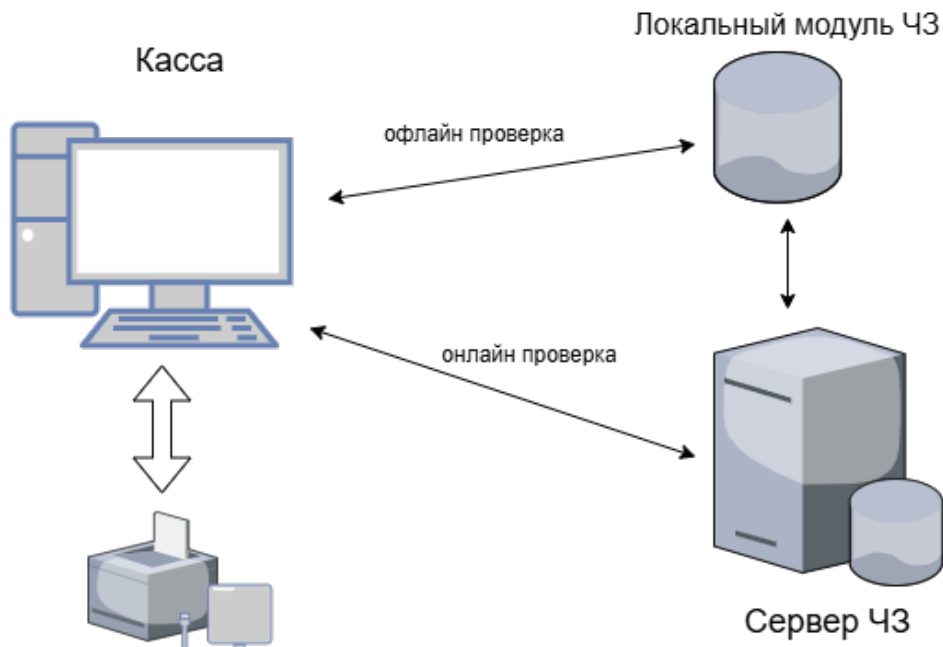 Локальный модуль ЧЗ
Касса
офлайн проверка
онлайн проверка
Сервер ЧЗ